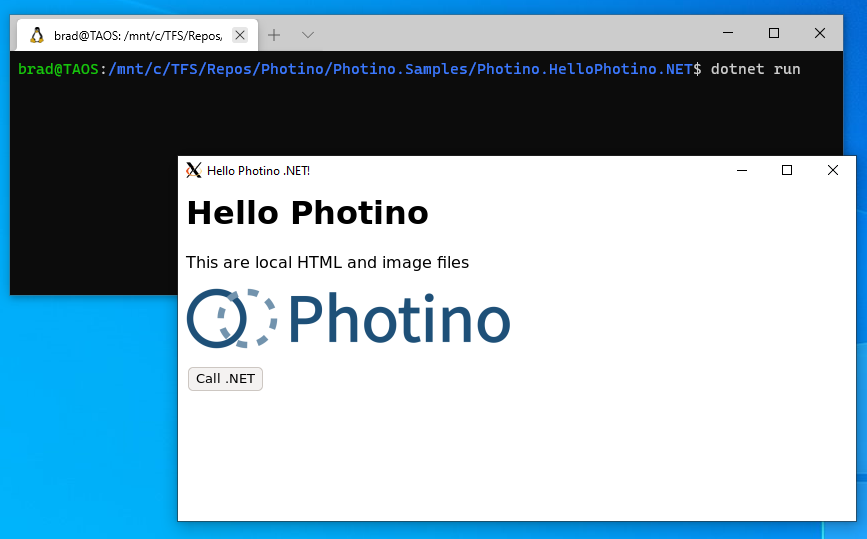 brad@TAOS: /mnt/c/TFS/Repos,
brad@TAOS:/mnt/c/TFS/Repos/Photino/Photino.Samples/Photino.HelloPhotino.NET$ dotnet run
Hello Photino .NET!
Hello Photino
This are local HTML and image files
Photino
Call .NET